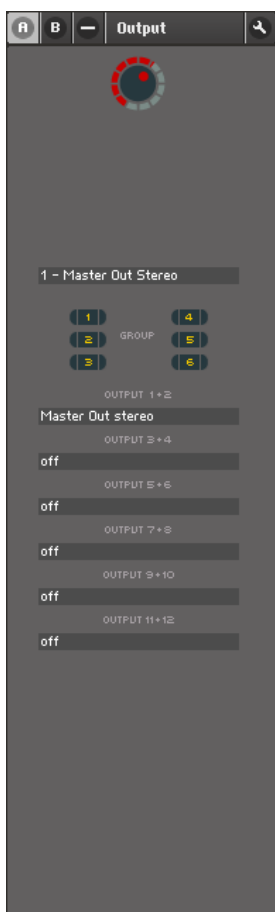 A B Output
1 - Master Out Stereo
1 4
2 GROUP 5
3 6
OUTPUT 1+2
Master Out stereo
OUTPUT 3+4
off
OUTPUT 5+6
off
OUTPUT 7+8
off
OUTPUT 9+10
off
OUTPUT 11+12
off